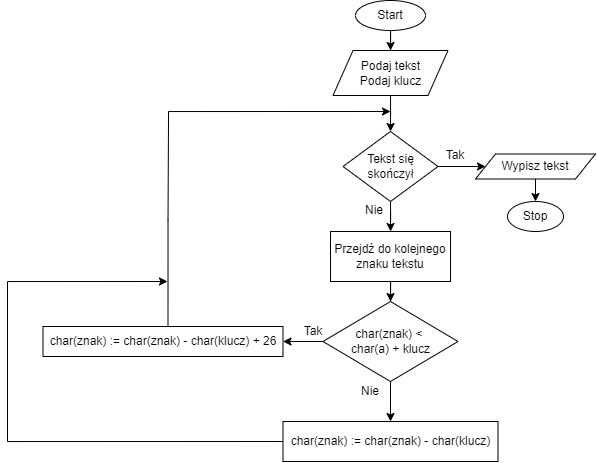 Start
Podaj tekst
Podaj klucz
Tekst się
skończył
Tak
Wypisz tekst
Stop
Nie
Przejdź do kolejnego
znaku tekstu
char(znak) <
char(a) + klucz
Tak
char(znak) := char(znak) - char(klucz) + 26
Nie
char(znak) := char(znak) - char(klucz)